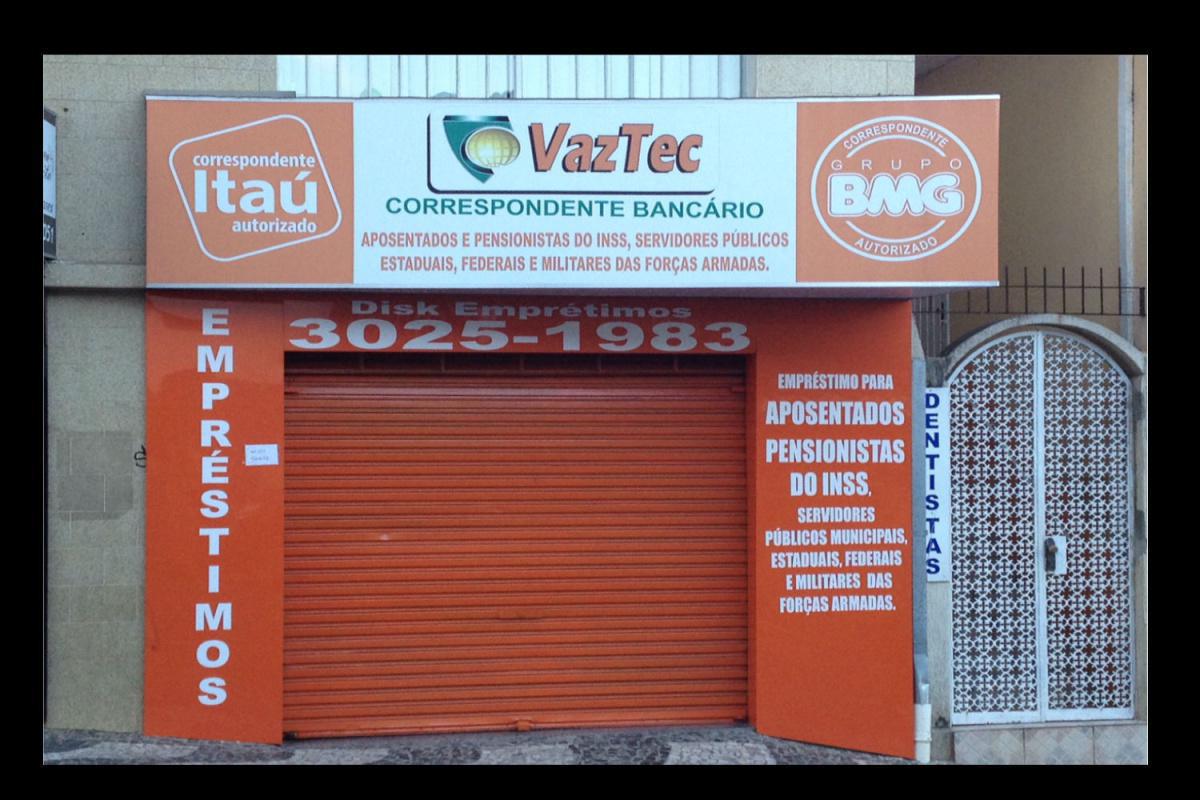 correspondente
Itaú
autorizado
VazTec
CORRESPONDENTE BANCÁRIO
APOSENTADOS E PENSIONISTAS DO INSS, SERVIDORES PÚBLICOS
ESTADUAIS, FEDERAIS E MILITARES DAS FORÇAS ARMADAS.
CORRESPONDENTE
GRUPO
BMG
AUTORIZADO
Disk Emprétimos
3025-1983
EMPRÉSTIMOS
EMPRÉSTIMO PARA
APOSENTADOS
PENSIONISTAS
DO INSS,
SERVIDORES
PÚBLICOS MUNICIPAIS,
ESTADUAIS, FEDERAIS
E MILITARES DAS
FORÇAS ARMADAS.
DENTISTAS